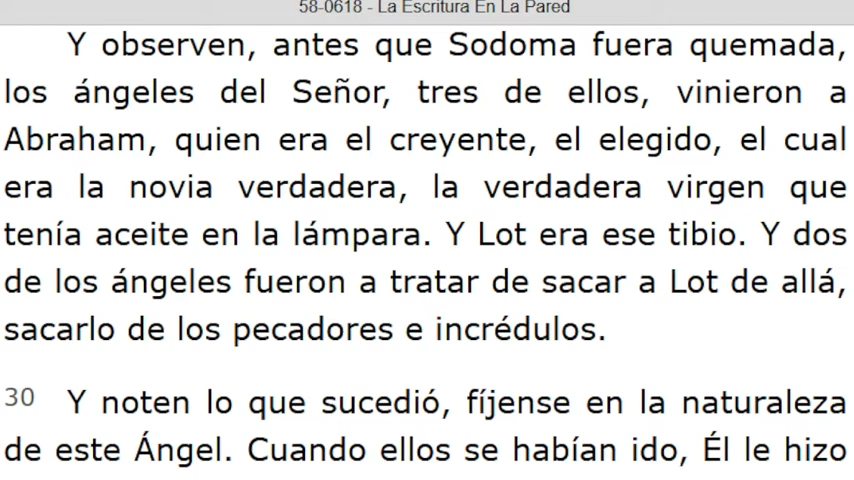 58-0618 - La Escritura En La Pared
Y observen, antes que Sodoma fuera quemada,
los ángeles del Señor, tres de ellos, vinieron a
Abraham, quien era el creyente, el elegido, el cual
era la novia verdadera, la verdadera virgen que
tenía aceite en la lámpara. Y Lot era ese tibio. Y dos
de los ángeles fueron a tratar de sacar a Lot de allá,
sacarlo de los pecadores e incrédulos.
30 Y noten lo que sucedió, fíjense en la naturaleza
de este Ángel. Cuando ellos se habían ido, Él le hizo